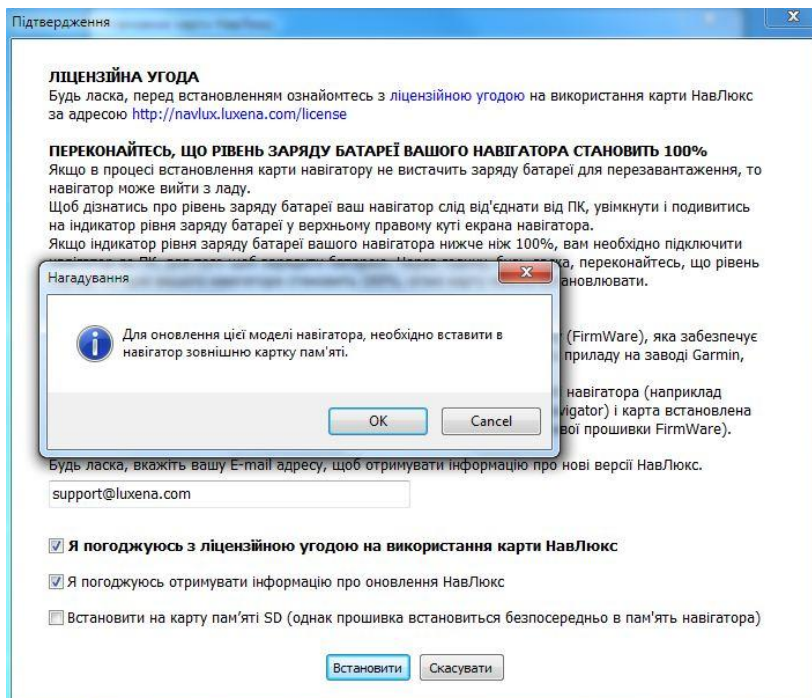 Підтвердження
ЛІЦЕНЗІЙНА УГОДА
Будь ласка, перед встановленням ознайомтесь з ліцензійною угодою на використання карти НавЛюкс
за адресою http://navlux.luxena.com/license
ПЕРЕКОНАЙТЕСЬ, ЩО РІВЕНЬ ЗАРЯДУ БАТАРЕЇ ВАШОГО НАВІГАТОРА СТАНОВИТЬ 100%
Якщо в процесі встановлення карти навігатору не вистачить заряду батареї для перезавантаження, то
навігатор може вийти з ладу.
Щоб дізнатись про рівень заряду батареї ваш навігатор слід від'єднати від ПК, увімкнути і подивитись
на індикатор рівня заряду батареї у верхньому правому куті екрана навігатора.
Якщо індикатор рівня заряду батареї вашого навігатора нижче ніж 100%, вам необхідно підключити
переконайтесь, що рівень
Нагадування
Для оновлення цієї моделі навігатора, необхідно вставити в
навігатор зовнішню картку пам'яті.
OK
Cancel
(FirmWare), яка забезпечує
приладу на заводі Garmin,
навігатора (наприклад
і карта встановлена
прошивки FirmWare).
Будь ласка, вкажіть вашу E-mail адресу, щоб отримувати інформацію про нові версії НавЛюкс.
support@luxena.com
Я погоджуюсь з ліцензійною угодою на використання карти НавЛюкс
Я погоджуюсь отримувати інформацію про оновлення НавЛюкс
Встановити на карту пам'яті SD (однак прошивка встановиться безпосередньо в пам'ять навігатора)
Встановити
Скасувати